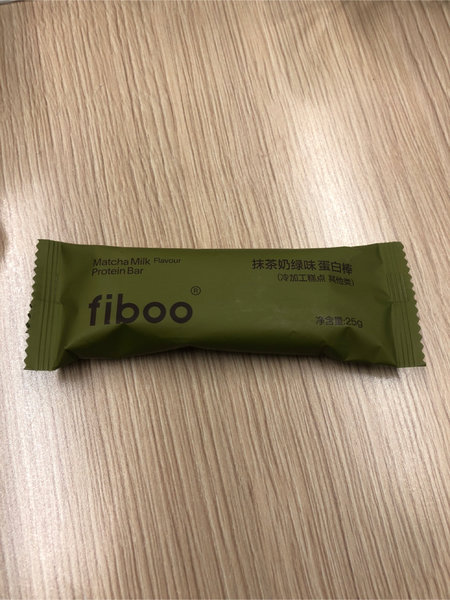 Matcha Milk Flavour
Protein Bar
fiboo®
抹茶奶绿味 蛋白棒
(冷加工糕点 其他类)
净含量:25g